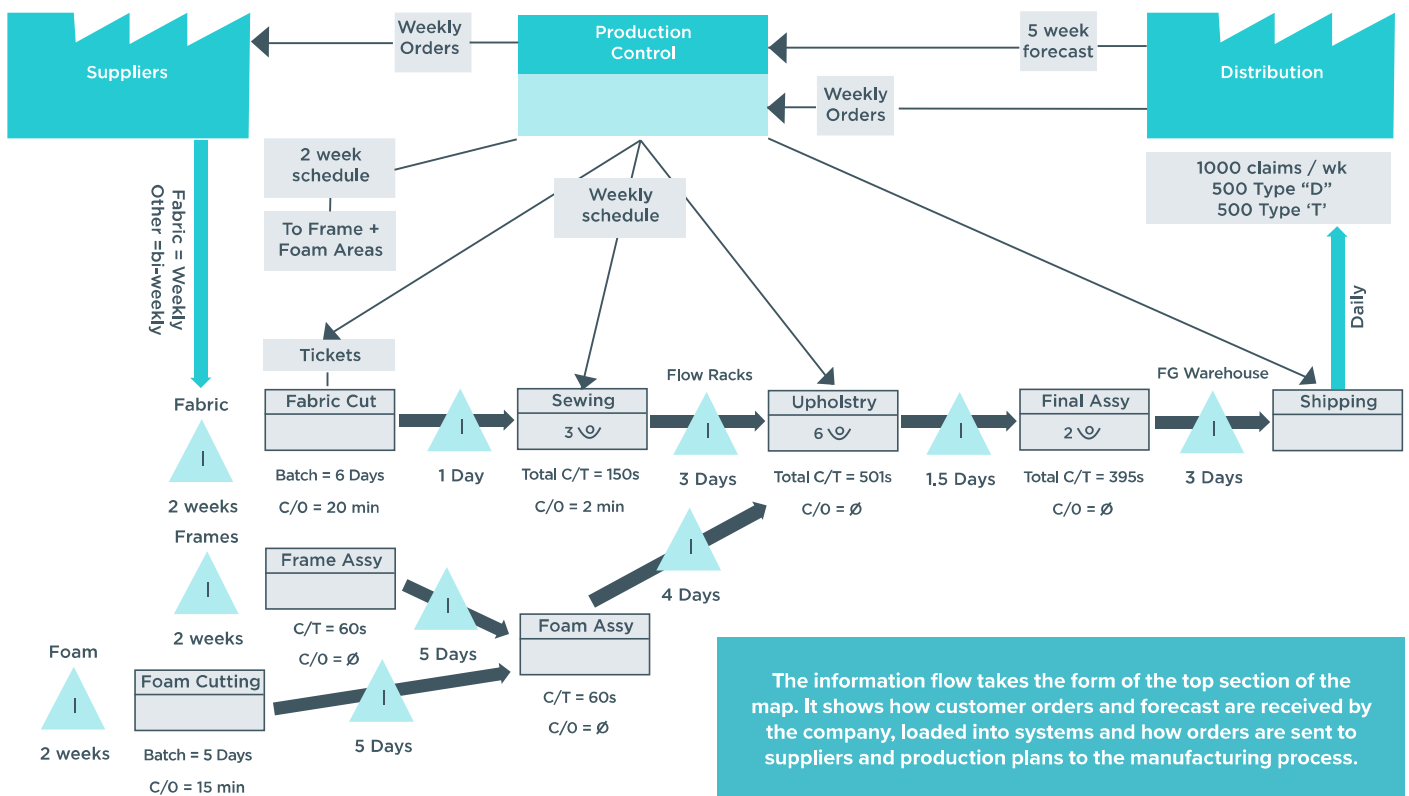 Suppliers
Weekly
Orders
Production
Control
5 week
forecast
Weekly
Orders
Distribution
2 week
schedule
To Frame +
Foam Areas
Weekly
schedule
1000 claims / wk
500 Type “D”
500 Type ‘T’
Fabric = Weekly
Other =bi-weekly
Daily
Tickets
Fabric
I
2 weeks
Fabric Cut
Batch = 6 Days
C/0 = 20 min
I
1 Day
Sewing
3
Total C/T = 150s
C/0 = 2 min
Flow Racks
I
3 Days
Upholstry
6
Total C/T = 501s
C/0 = Ø
I
1.5 Days
Final Assy
2
Total C/T = 395s
C/0 = Ø
FG Warehouse
I
3 Days
Shipping
Frames
I
2 weeks
Frame Assy
C/T = 60s
C/0 = Ø
I
5 Days
Foam
I
2 weeks
Foam Cutting
Batch = 5 Days
C/0 = 15 min
I
5 Days
Foam Assy
C/T = 60s
C/0 = Ø
I
4 Days
The information flow takes the form of the top section of the
map. It shows how customer orders and forecast are received by
the company, loaded into systems and how orders are sent to
suppliers and production plans to the manufacturing process.